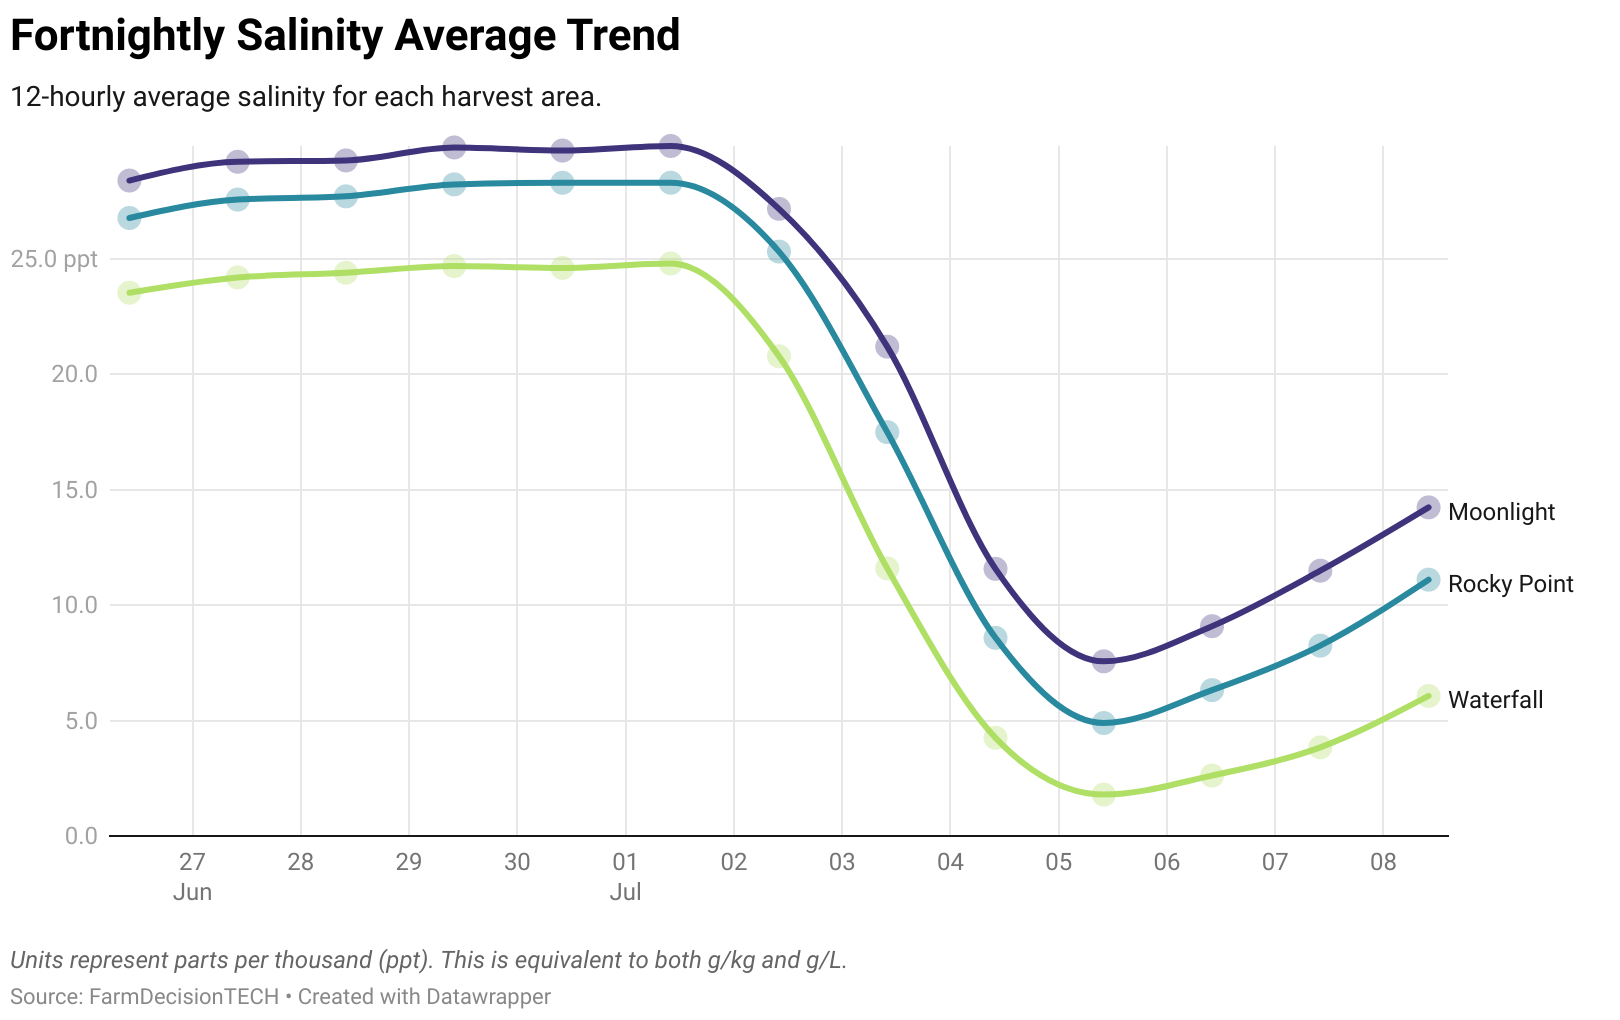 Fortnightly Salinity Average Trend
12-hourly average salinity for each harvest area.
25.0 ppt
20.0
15.0
10.0
5.0
0.0
Moonlight
Rocky Point
Waterfall
27 28 29 30 01 02 03 04 05 06 07 08
Jun Jul
Units represent parts per thousand (ppt). This is equivalent to both g/kg and g/L.
Source: FarmDecisionTECH • Created with Datawrapper